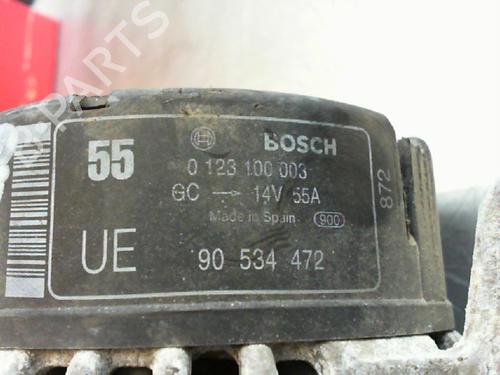 PARTS
55
BOSCH
0 123 100 003
GC → 14V 55A
Made in Spain 900
872
UE 90 534 472